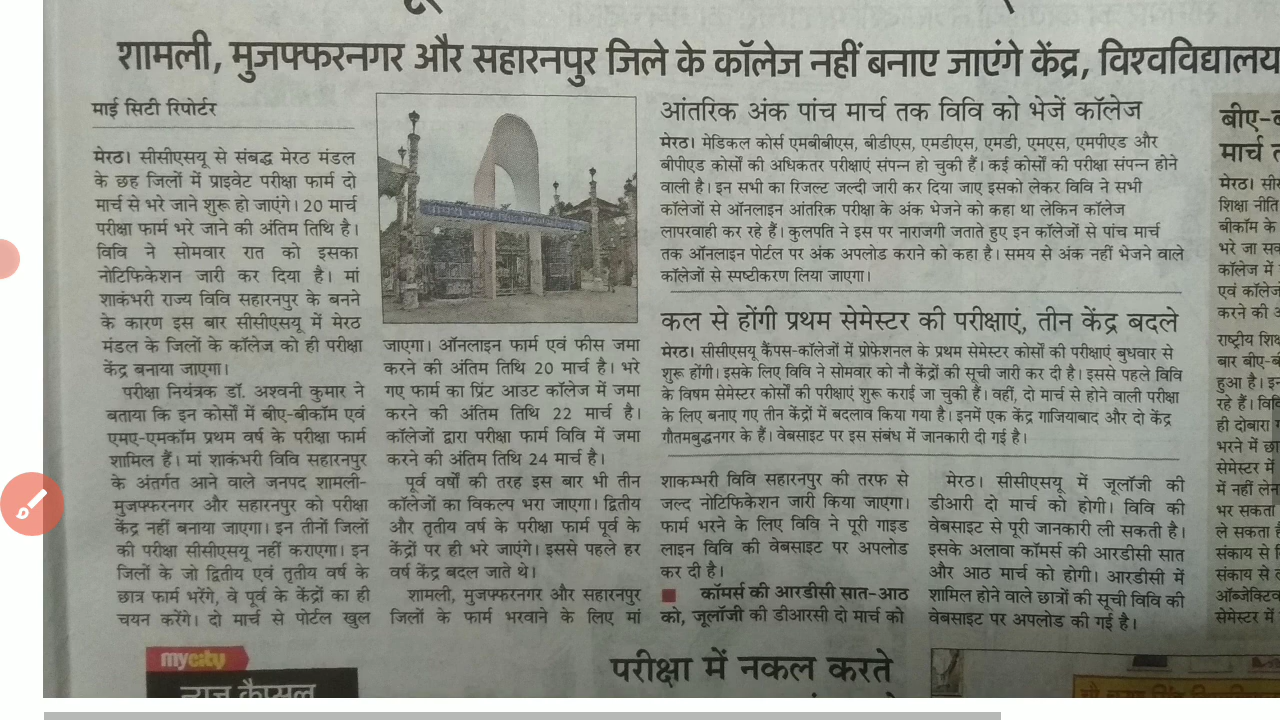 शामली, मुजफ्फरनगर और सहारनपुर जिले के कॉलेज नहीं बनाए जाएंगे केंद्र, विश्वविद्यालय
माई सिटी रिपोर्टर
मेरठ। सीसीएसयू से संबद्ध मेरठ मंडल
के छह जिलों में प्राइवेट परीक्षा फार्म दो
मार्च से भरे जाने शुरू हो जाएंगे। 20 मार्च
परीक्षा फार्म भरे जाने की अंतिम तिथि है।
विवि ने सोमवार रात को इसका
नोटिफिकेशन जारी कर दिया है। मां
शाकंभरी राज्य विवि सहारनपुर के बनने
के कारण इस बार सीसीएसयू में मेरठ
मंडल के जिलों के कॉलेज को ही परीक्षा
केंद्र बनाया जाएगा।
परीक्षा नियंत्रक डॉ. अश्वनी कुमार ने
बताया कि इन कोर्सों में बीए-बीकॉम एवं
एमए-एमकॉम प्रथम वर्ष के परीक्षा फार्म
शामिल हैं। मां शाकंभरी विवि सहारनपुर
के अंतर्गत आने वाले जनपद शामली-
मुजफ्फरनगर और सहारनपुर को परीक्षा
केंद्र नहीं बनाया जाएगा। इन तीनों जिलों
की परीक्षा सीसीएसयू नहीं कराएगा। इन
जिलों के जो द्वितीय एवं तृतीय वर्ष के
छात्र फार्म भरेंगे, वे पूर्व के केंद्रों का ही
चयन करेंगे। दो मार्च से पोर्टल खुल
जाएगा। ऑनलाइन फार्म एवं फीस जमा
करने की अंतिम तिथि 20 मार्च है। भरे
गए फार्म का प्रिंट आउट कॉलेज में जमा
करने की अंतिम तिथि 22 मार्च है।
कॉलेजों द्वारा परीक्षा फार्म विवि में जमा
करने की अंतिम तिथि 24 मार्च है।
पूर्व वर्षों की तरह इस बार भी तीन
कॉलेजों का विकल्प भरा जाएगा। द्वितीय
और तृतीय वर्ष के परीक्षा फार्म पूर्व के
केंद्रों पर ही भरे जाएंगे। इससे पहले हर
वर्ष केंद्र बदल जाते थे।
शामली, मुजफ्फरनगर और सहारनपुर
जिलों के फार्म भरवाने के लिए मां
आंतरिक अंक पांच मार्च तक विवि को भेजें कॉलेज
मेरठ। मेडिकल कोर्स एमबीबीएस, बीडीएस, एमडीएस, एमडी, एमएस, एमपीएड और
बीपीएड कोर्सों की अधिकतर परीक्षाएं संपन्न हो चुकी हैं। कई कोर्सों की परीक्षा संपन्न होने
वाली है। इन सभी का रिजल्ट जल्दी जारी कर दिया जाए इसको लेकर विवि ने सभी
कॉलेजों से ऑनलाइन आंतरिक परीक्षा के अंक भेजने को कहा था लेकिन कॉलेज
लापरवाही कर रहे हैं। कुलपति ने इस पर नाराजगी जताते हुए इन कॉलेजों से पांच मार्च
तक ऑनलाइन पोर्टल पर अंक अपलोड कराने को कहा है। समय से अंक नहीं भेजने वाले
कॉलेजों से स्पष्टीकरण लिया जाएगा।
कल से होंगी प्रथम सेमेस्टर की परीक्षाएं, तीन केंद्र बदले
मेरठ। सीसीएसयू कैंपस-कॉलेजों में प्रोफेशनल के प्रथम सेमेस्टर कोर्सों की परीक्षाएं बुधवार से
शुरू होंगी। इसके लिए विवि ने सोमवार को नौ केंद्रों की सूची जारी कर दी है। इससे पहले विवि
के विषम सेमेस्टर कोर्सों की परीक्षाएं शुरू कराई जा चुकी हैं। वहीं, दो मार्च से होने वाली परीक्षा
के लिए बनाए गए तीन केंद्रों में बदलाव किया गया है। इनमें एक केंद्र गाजियाबाद और दो केंद्र
गौतमबुद्धनगर के हैं। वेबसाइट पर इस संबंध में जानकारी दी गई है।
शाकम्भरी विवि सहारनपुर की तरफ से
जल्द नोटिफिकेशन जारी किया जाएगा।
फार्म भरने के लिए विवि ने पूरी गाइड
लाइन विवि की वेबसाइट पर अपलोड
कर दी है।
कॉमर्स की आरडीसी सात-आठ
को, जूलॉजी की डीआरसी दो मार्च को
मेरठ। सीसीएसयू में जूलॉजी की
डीआरी दो मार्च को होगी। विवि की
वेबसाइट से पूरी जानकारी ली सकती है।
इसके अलावा कॉमर्स की आरडीसी सात
और आठ मार्च को होगी। आरडीसी में
शामिल होने वाले छात्रों की सूची विवि की
वेबसाइट पर अपलोड की गई है।
बीए-
मार्च
मेरठ।
शिक्षा नीति
बीकॉम के
भरे जा
कॉलेज में
एवं कॉलेज
करने की
राष्ट्रीय
बार
हुआ है।
रहे हैं।
ही दोबारा
भरने में
सेमेस्टर में
में नहीं
भर सकता
ले सकता
संकाय से
संकाय से
सेमेस्टर में
mycity
परीक्षा में नकल करते